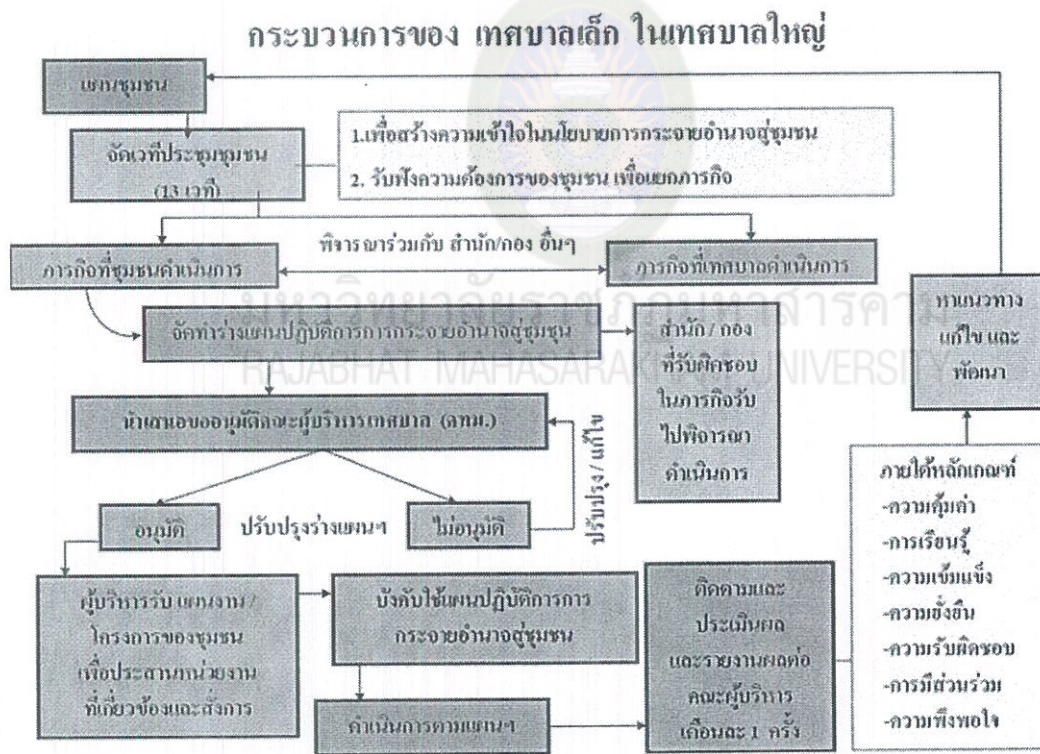 กระบวนการของ เทศบาลเล็ก ในเทศบาลใหญ่
แผนชุมชน
จัดเวทีประชุมชุมชน
(13 เวที)
1.เพื่อสร้างความเข้าใจในนโยบายการกระจายอำนาจสู่ชุมชน
2. รับฟังความต้องการของชุมชน เพื่อแยกภารกิจ
พิจารณาร่วมกับ สำนัก/กอง อื่นๆ
ภารกิจที่ชุมชนดำเนินการ
ภารกิจที่เทศบาลดำเนินการ
มหาวิทยาลัยราชภัฏมหาสารคาม
RAJABHAT MAHASARAKHAM UNIVERSITY
จัดทำร่างแผนปฏิบัติการการกระจายอำนาจสู่ชุมชน
สำนัก / กอง
ที่รับผิดชอบ
ในภารกิจรับ
ไปพิจารณา
ดำเนินการ
หาแนวทาง
แก้ไข และ
พัฒนา
นำเสนอขออนุมัติคณะผู้บริหารเทศบาล (คทม.)
ปรับปรุง / แก้ไข
อนุมัติ
ปรับปรุงร่างแผนฯ
ไม่อนุมัติ
ผู้บริหารรับ แผนงาน /
โครงการของชุมชน
เพื่อประสานหน่วยงาน
ที่เกี่ยวข้องและสั่งการ
บังคับใช้แผนปฏิบัติการการ
กระจายอำนาจสู่ชุมชน
ดำเนินการตามแผนฯ
ติดตามและ
ประเมินผล
และรายงานผลต่อ
คณะผู้บริหาร
เดือนละ 1 ครั้ง
ภายใต้หลักเกณฑ์
-ความคุ้มค่า
-การเรียนรู้
-ความเข้มแข็ง
-ความยั่งยืน
-ความรับผิดชอบ
-การมีส่วนร่วม
-ความพึงพอใจ